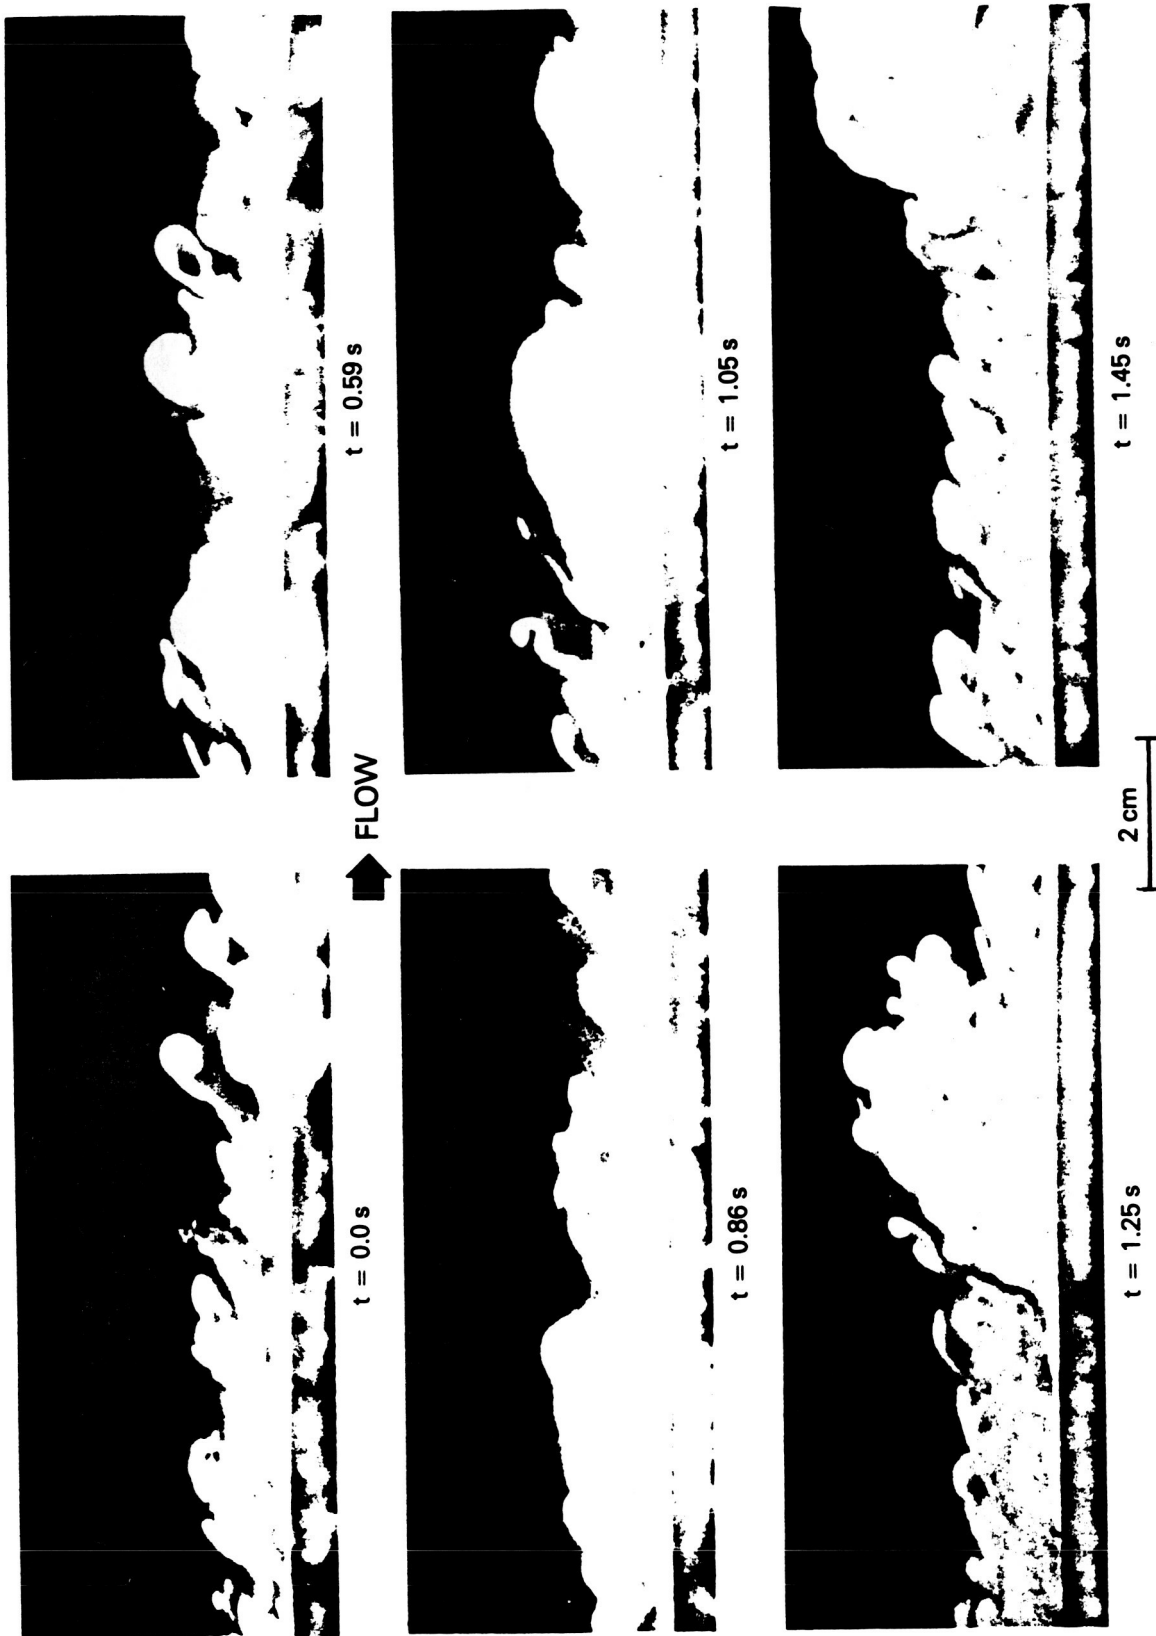 t = 0.0 s
t = 0.59 s
FLOW
t = 0.86 s
t = 1.05 s
t = 1.25 s
t = 1.45 s
2 cm